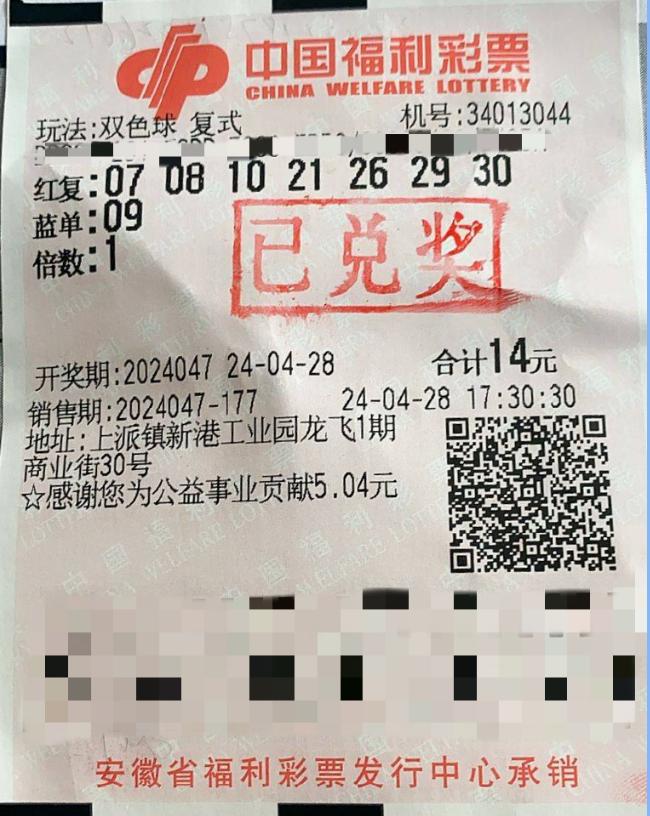 中国福利彩票
CHINA WELFARE LOTTERY
玩法:双色球 复式 机号:34013044
红复:07 08 10 21 26 29 30
蓝单:09
倍数:1
已兑奖
开奖期:2024047 24-04-28 合计14元
销售期:2024047-177 24-04-28 17:30:30
地址:上派镇新港工业园龙飞1期
商业街30号
☆感谢您为公益事业贡献5.04元
安徽省福利彩票发行中心承销